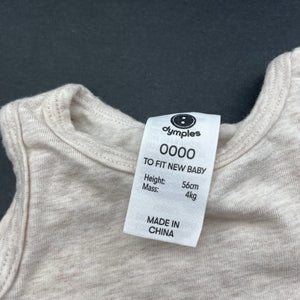 dymples
0000
TO FIT NEW BABY
Height: 56cm
Mass: 4kg
MADE IN
CHINA